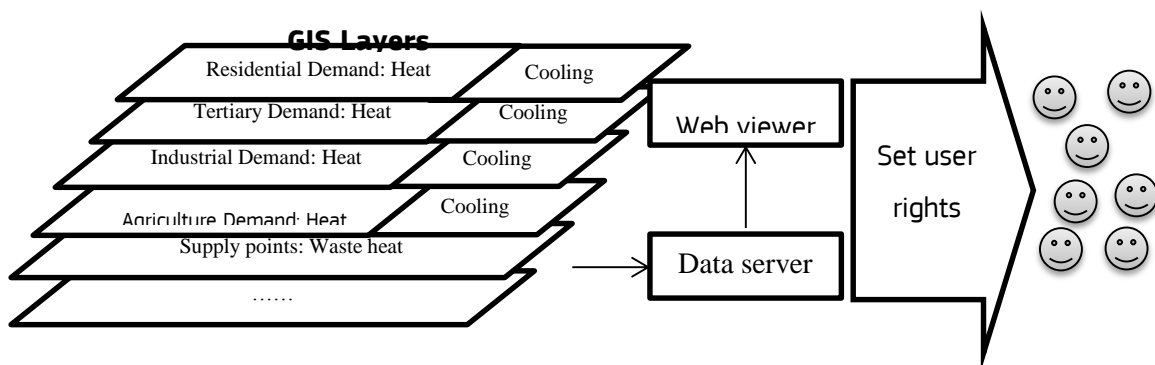 GIS Layers
Residential Demand: Heat
Cooling
Tertiary Demand: Heat
Cooling
Industrial Demand: Heat
Cooling
Agriculture Demand: Heat
Cooling
Supply points: Waste heat
......
Web viewer
Data server
Set user
rights